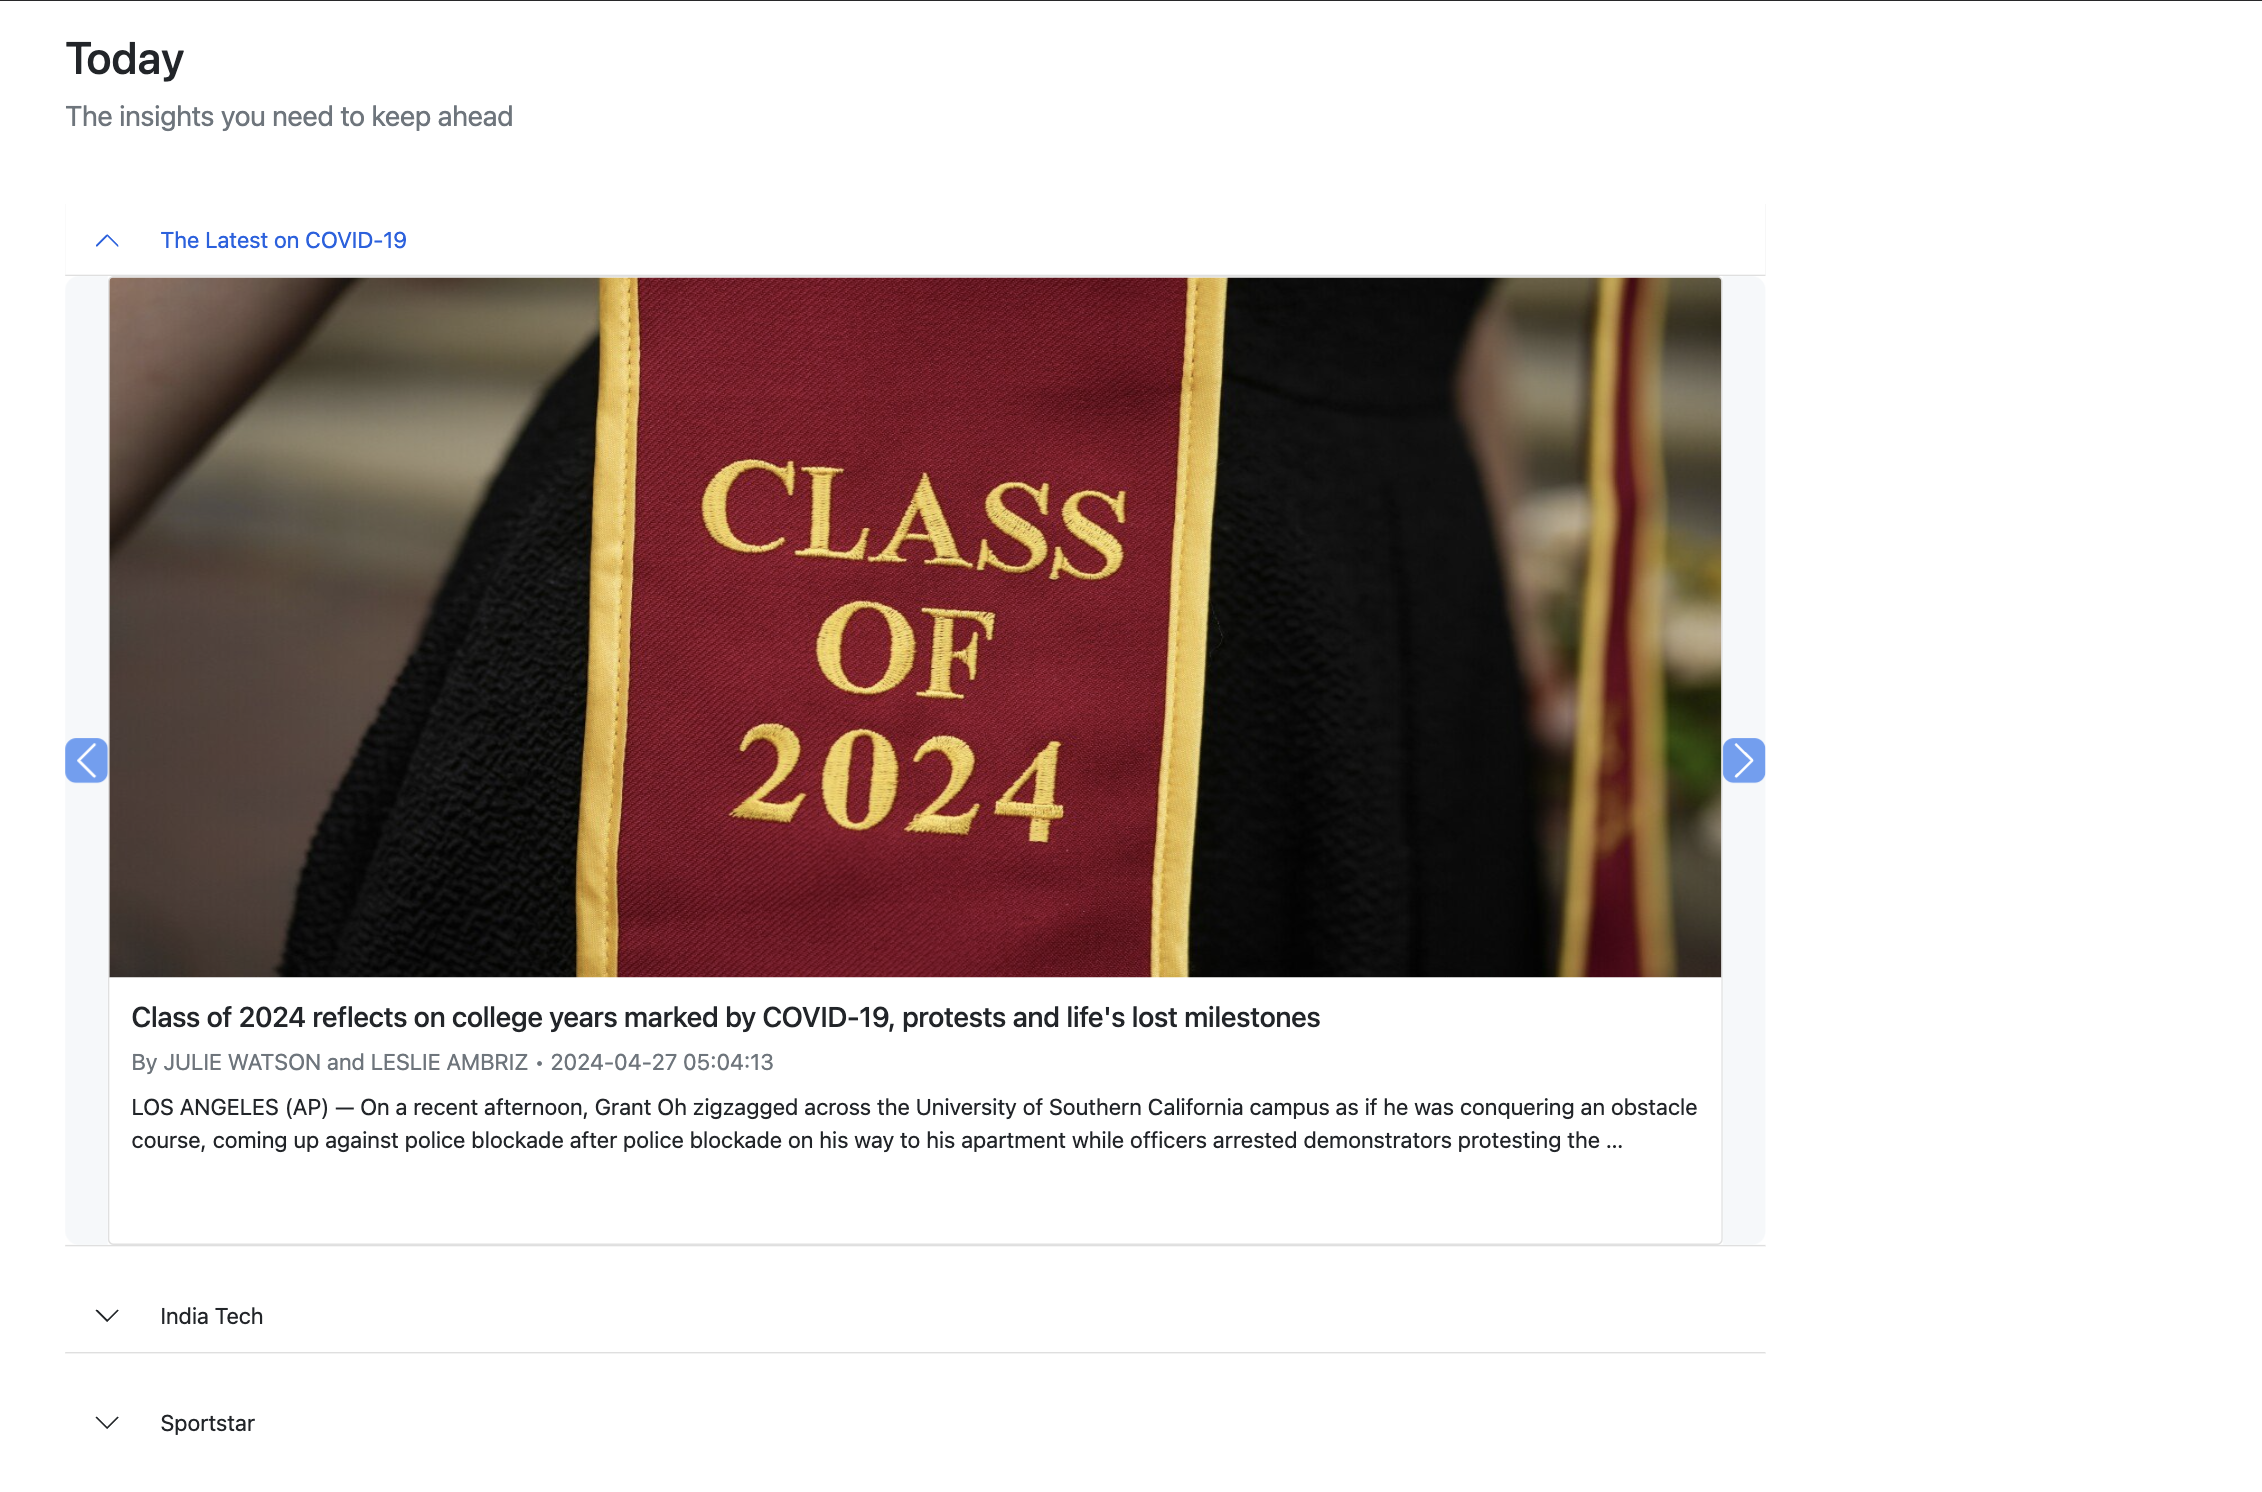 Today
The insights you need to keep ahead
The Latest on COVID-19
CLASS
OF
2024
Class of 2024 reflects on college years marked by COVID-19, protests and life's lost milestones
By JULIE WATSON and LESLIE AMBRIZ • 2024-04-27 05:04:13
LOS ANGELES (AP) — On a recent afternoon, Grant Oh zigzagged across the University of Southern California campus as if he was conquering an obstacle
course, coming up against police blockade after police blockade on his way to his apartment while officers arrested demonstrators protesting the ...
India Tech
Sportstar